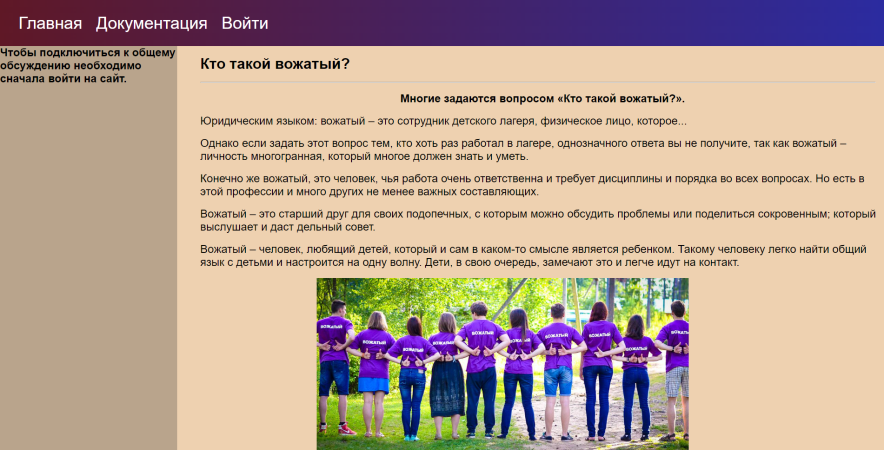 Главная Документация Войти
Чтобы подключиться к общему
обсуждению необходимо
сначала войти на сайт.
Кто такой вожатый?
Многие задаются вопросом «Кто такой вожатый?».
Юридическим языком: вожатый – это сотрудник детского лагеря, физическое лицо, которое...
Однако если задать этот вопрос тем, кто хоть раз работал в лагере, однозначного ответа вы не получите, так как вожатый –
личность многогранная, который многое должен знать и уметь.
Конечно же вожатый, это человек, чья работа очень ответственна и требует дисциплины и порядка во всех вопросах. Но есть в
этой профессии и много других не менее важных составляющих.
Вожатый – это старший друг для своих подопечных, с которым можно обсудить проблемы или поделиться сокровенным; который
выслушает и даст дельный совет.
Вожатый – человек, любящий детей, который и сам в каком-то смысле является ребенком. Такому человеку легко найти общий
язык с детьми и настроится на одну волну. Дети, в свою очередь, замечают это и легче идут на контакт.
ВОЖАТЫЙ ВОЖАТЫЙ ВОЖАТЫЙ ВОЖАТЫЙ ВОЖАТЫЙ ВОЖАТЫЙ ВОЖАТЫЙ ВОЖАТЫЙ ВОЖАТЫЙ ВОЖАТЫЙ